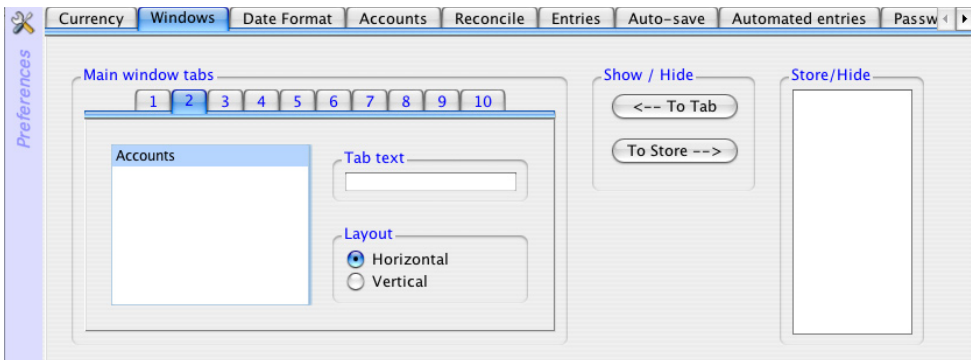 Currency Windows Date Format Accounts Reconcile Entries Auto-save Automated entries Passw
Preferences
Main window tabs
1 2 3 4 5 6 7 8 9 10
Accounts
Tab text
Layout
Horizontal
Vertical
Show / Hide
<-- To Tab
To Store -->
Store/Hide